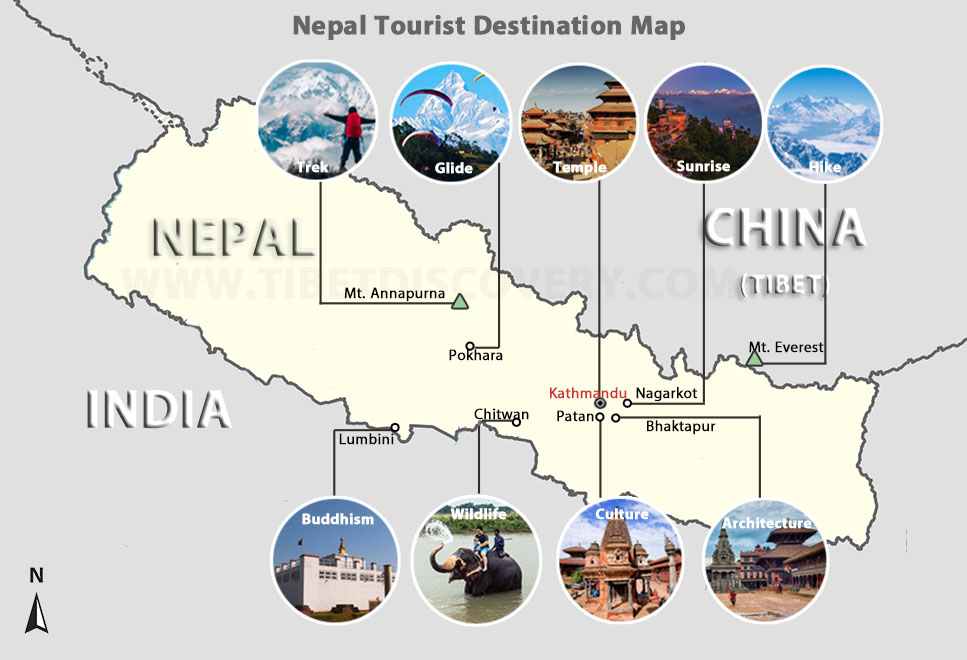 Nepal Tourist Destination Map
Trek
Glide
Temple
Sunrise
Hike
NEPAL
CHINA
(TIBET)
WWW.TIBETDISCOVERY.COM
Mt. Annapurna
Pokhara
Mt. Everest
INDIA
Kathmandu
Nagarkot
Patan
Bhaktapur
Chitwan
Lumbini
Buddhism
Wildlife
Culture
Architecture
N